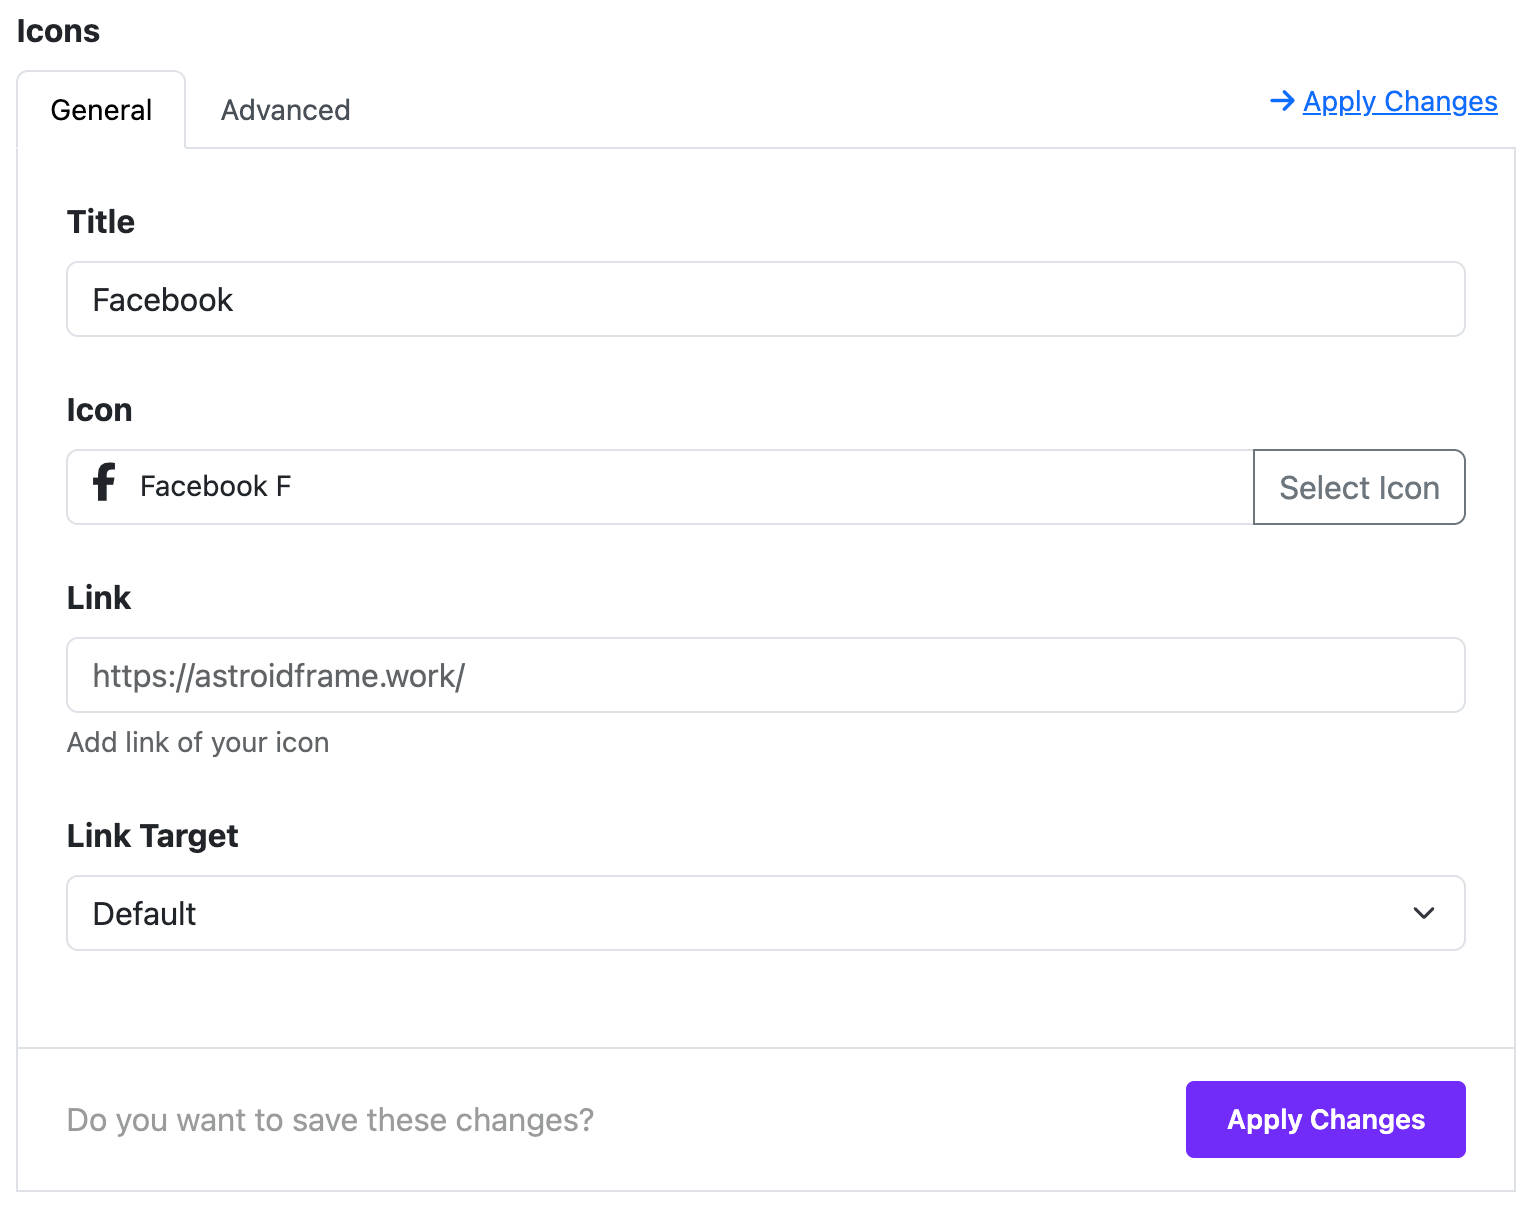 Icons
General
Advanced
Apply Changes
Title
Facebook
Icon
Facebook F
Select Icon
Link
https://astroidframe.work/
Add link of your icon
Link Target
Default
Do you want to save these changes?
Apply Changes